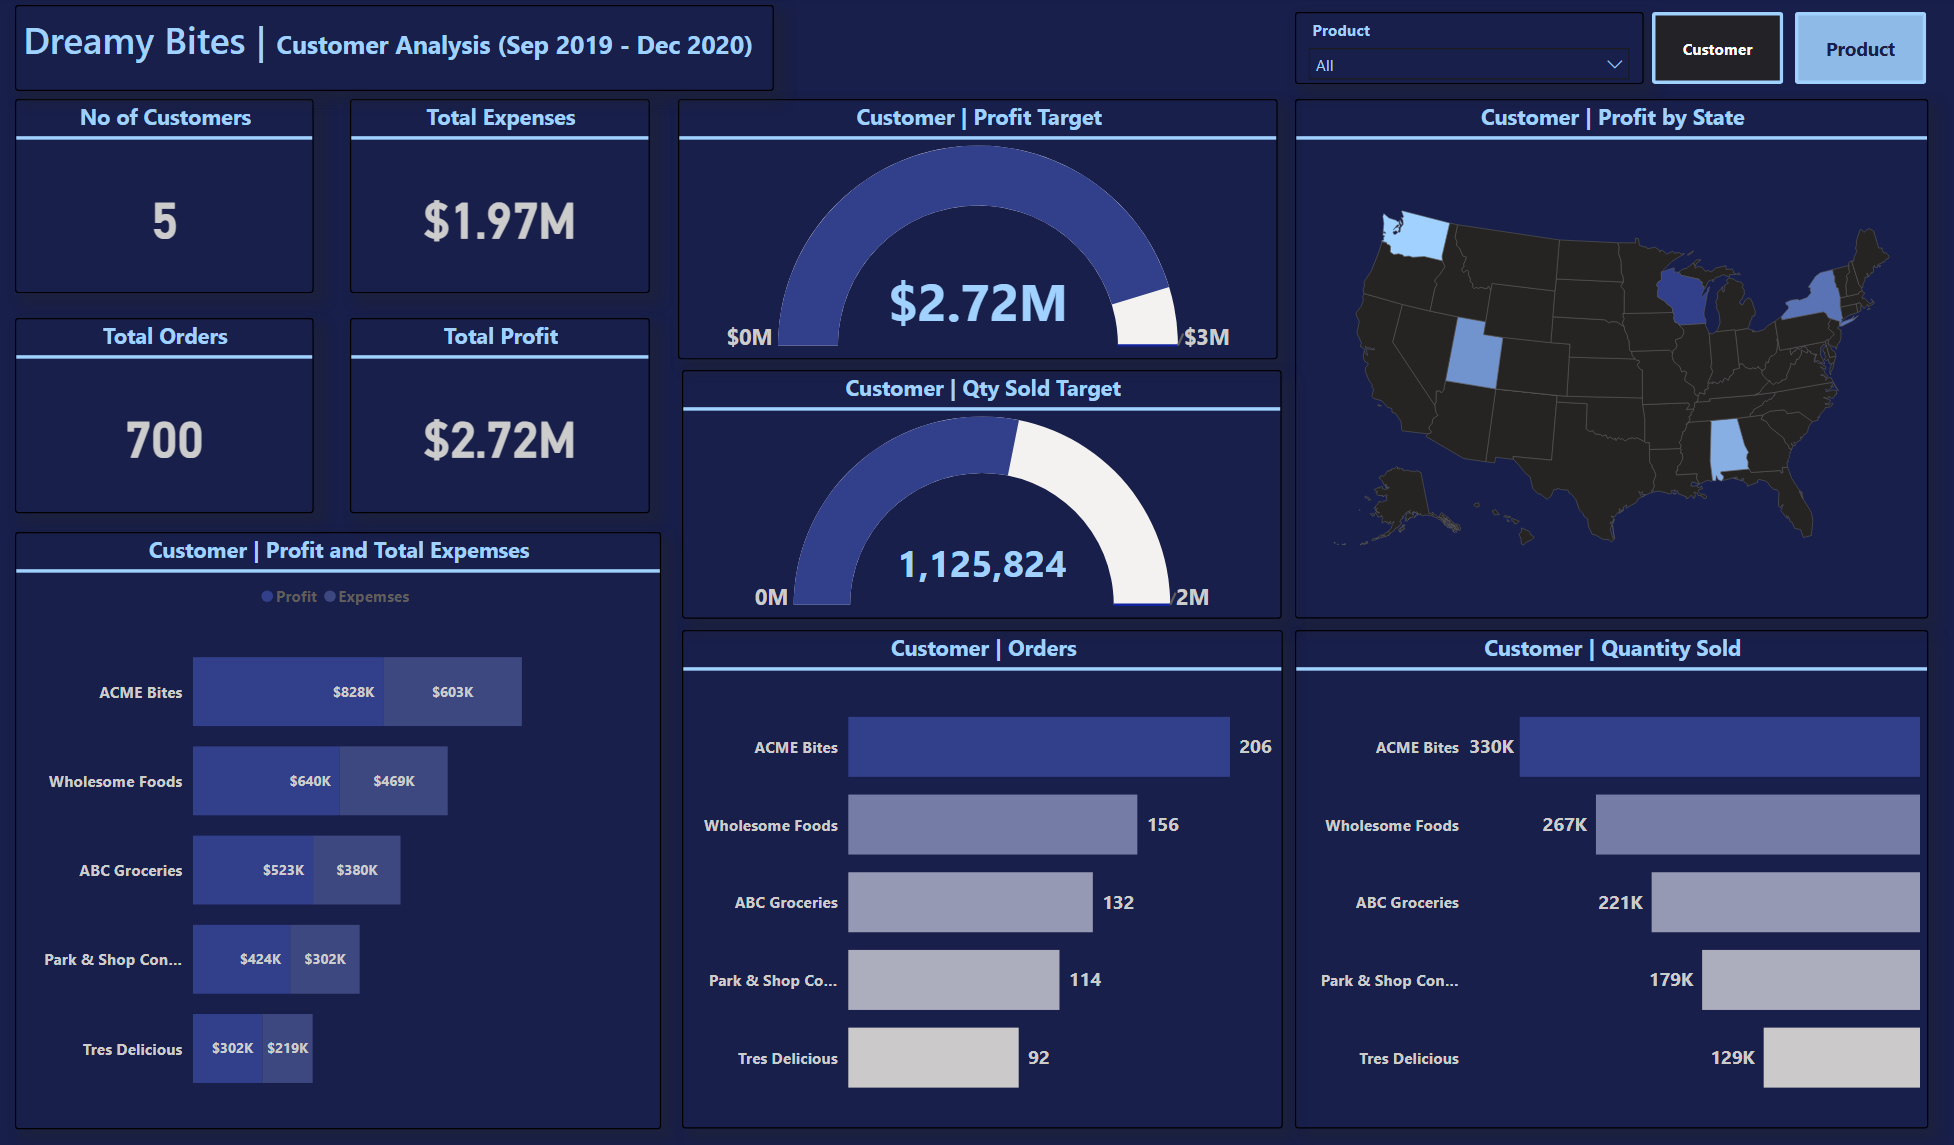 Dreamy Bites | Customer Analysis (Sep 2019 - Dec 2020)
Product
All
Customer
Product
No of Customers
5
Total Expenses
$1.97M
Total Orders
700
Total Profit
$2.72M
Customer | Profit Target
$2.72M
$0M
$3M
Customer | Qty Sold Target
1,125,824
0M
2M
Customer | Profit by State
Customer | Profit and Total Expemses
Profit Expemses
ACME Bites $828K $603K
Wholesome Foods $640K $469K
ABC Groceries $523K $380K
Park & Shop Con... $424K $302K
Tres Delicious $302K $219K
Customer | Orders
ACME Bites 206
Wholesome Foods 156
ABC Groceries 132
Park & Shop Co... 114
Tres Delicious 92
Customer | Quantity Sold
ACME Bites 330K
Wholesome Foods 267K
ABC Groceries 221K
Park & Shop Con... 179K
Tres Delicious 129K